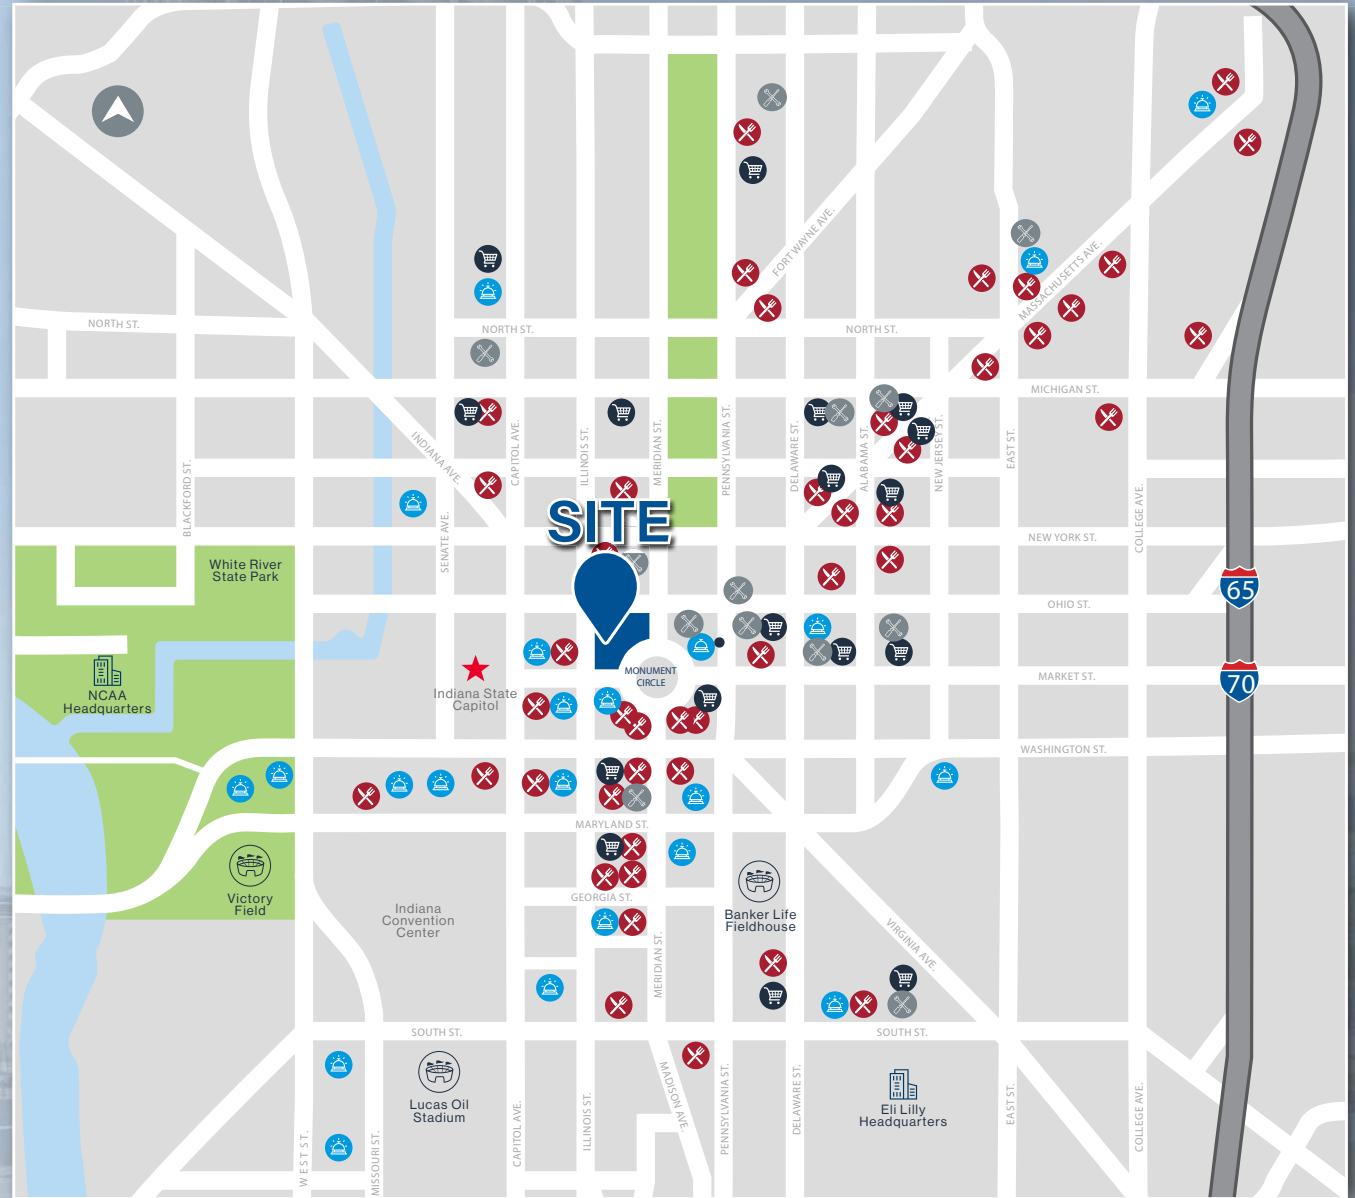 FORT WAYNE AVE.
MASSACHUSETTS AVE.
NORTH ST.
NORTH ST.
NORTH ST.
MICHIGAN ST.
INDIANA AVE.
CAPITOL AVE.
ILLINOIS ST.
MERIDIAN ST.
PENNSYLVANIA ST.
DELAWARE ST.
ALABAMA ST.
NEW JERSEY ST.
EAST ST.
BLACKFORD ST.
SENATE AVE.
COLLEGE AVE.
SITE
NEW YORK ST.
White River
State Park
65
OHIO ST.
MONUMENT
CIRCLE
70
MARKET ST.
NCAA
Headquarters
Indiana State
Capitol
WASHINGTON ST.
MARYLAND ST.
Victory
Field
GEORGIA ST.
Indiana
Convention
Center
Banker Life
Fieldhouse
VIRGINIA AVE.
MERIDIAN ST.
SOUTH ST.
SOUTH ST.
Lucas Oil
Stadium
Eli Lilly
Headquarters
WEST ST.
MISSOURI ST.
CAPITOL AVE.
ILLINOIS ST.
MADISON AVE.
PENNSYLVANIA ST.
DELAWARE ST.
EAST ST.
COLLEGE AVE.